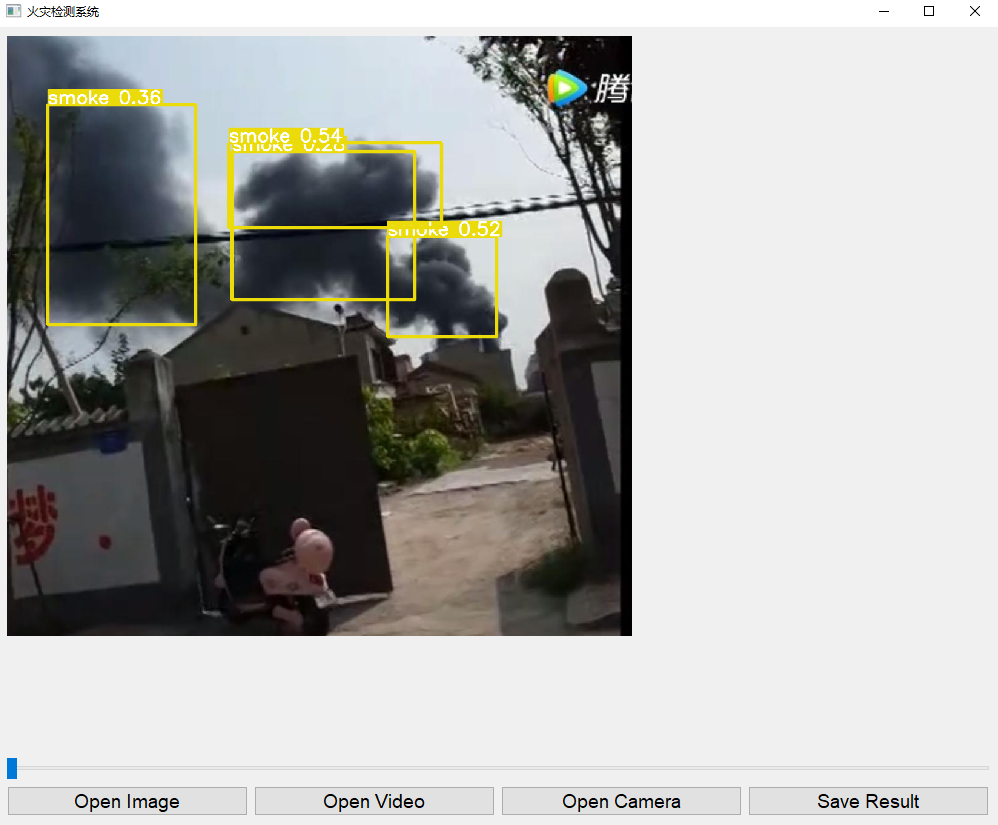 火灾检测系统
腾
smoke 0.36
smoke 0.54
smoke 0.28
smoke 0.52
梦
Open Image
Open Video
Open Camera
Save Result